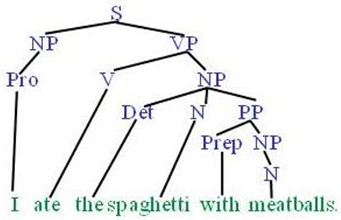 S
NP VP
Pro V NP
Det N PP
Prep NP
N
I ate the spaghetti with meatballs.